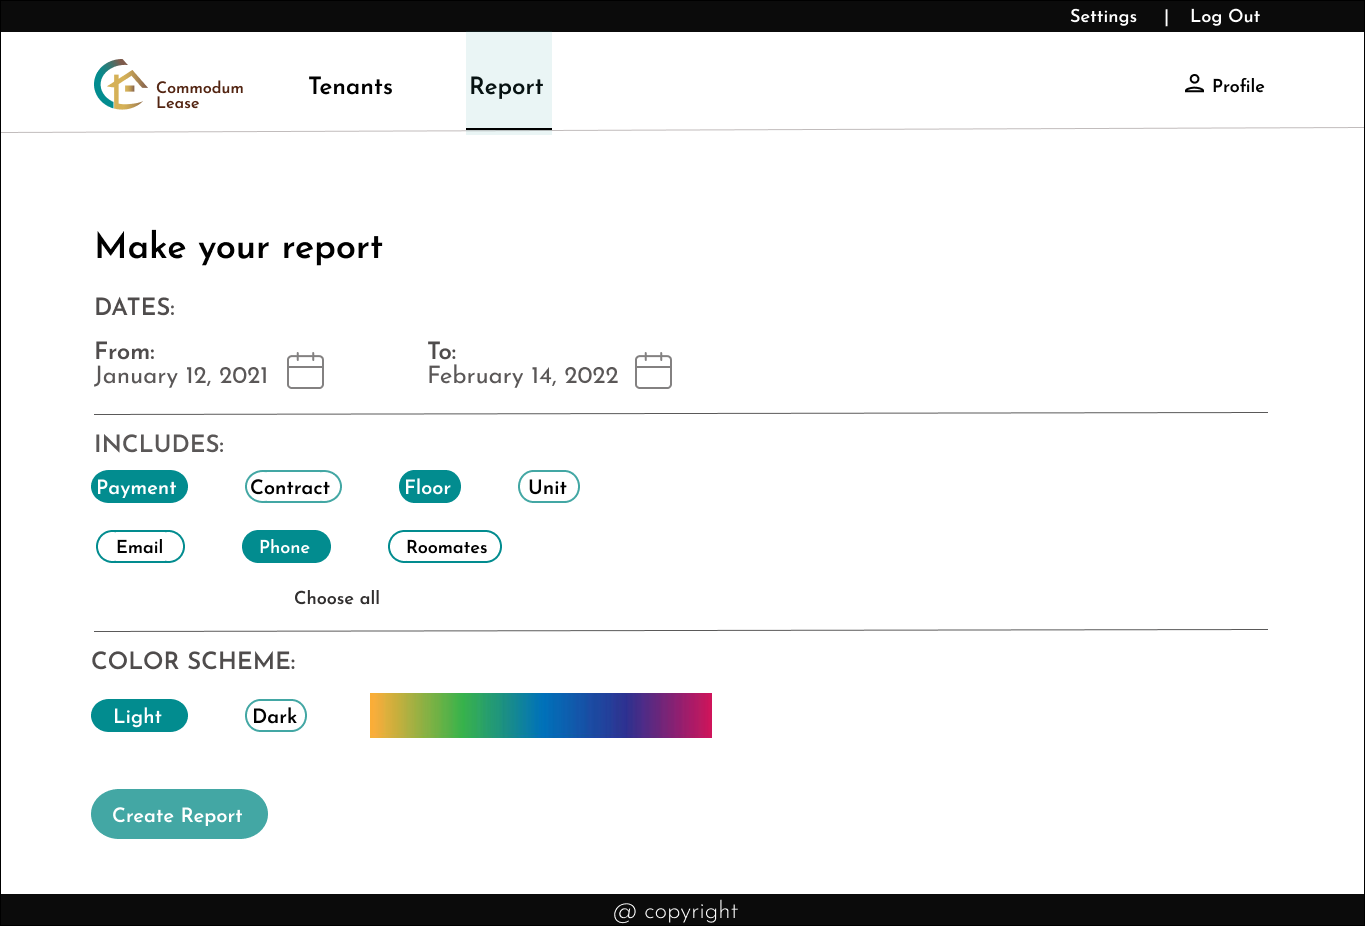 Settings | Log Out
Commodum
Lease
Tenants
Report
Profile
Make your report
DATES:
From:
January 12, 2021
To:
February 14, 2022
INCLUDES:
Payment
Contract
Floor
Unit
Email
Phone
Roomates
Choose all
COLOR SCHEME:
Light
Dark
Create Report
@ copyright